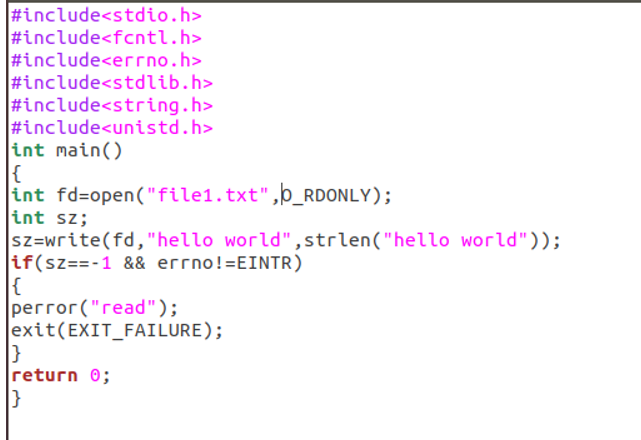 #include<stdio.h>
#include<fcntl.h>
#include<errno.h>
#include<stdlib.h>
#include<string.h>
#include<unistd.h>
int main()
{
int fd=open("file1.txt",O_RDONLY);
int sz;
sz=write(fd,"hello world",strlen("hello world"));
if(sz==-1 && errno!=EINTR)
{
perror("read");
exit(EXIT_FAILURE);
}
return 0;
}